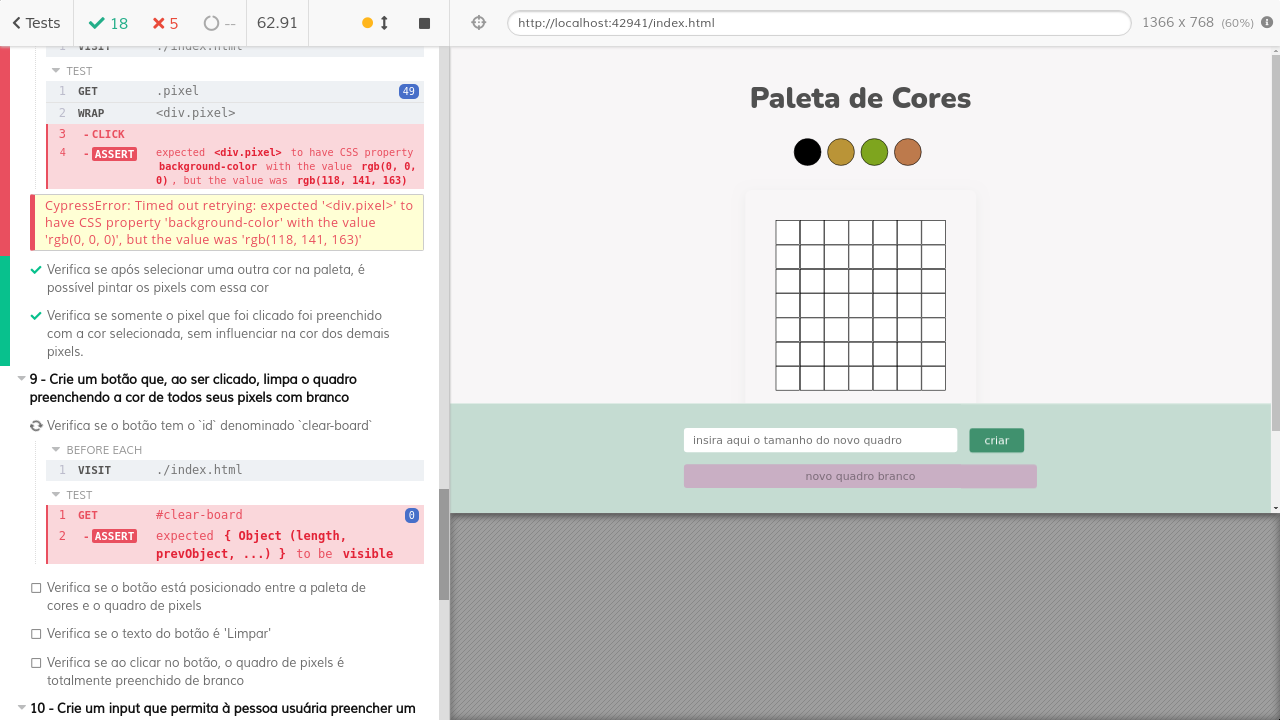 Tests
18
5
--
62.91
http://localhost:42941/index.html
1366 x 768 (60%)
1 VISIT ./index.html
TEST
1 GET .pixel 49
2 WRAP <div.pixel>
3 - CLICK
4 - ASSERT expected <div.pixel> to have CSS property
background-color with the value rgb(0, 0,
0) , but the value was rgb(118, 141, 163)
CypressError: Timed out retrying: expected '<div.pixel>' to
have CSS property 'background-color' with the value
'rgb(0, 0, 0)', but the value was 'rgb(118, 141, 163)'
Verifica se após selecionar uma outra cor na paleta, é
possível pintar os pixels com essa cor
Verifica se somente o pixel que foi clicado foi preenchido
com a cor selecionada, sem influenciar na cor dos demais
pixels.
9 - Crie um botão que, ao ser clicado, limpa o quadro
preenchendo a cor de todos seus pixels com branco
Verifica se o botão tem o `id` denominado `clear-board`
BEFORE EACH
1 VISIT ./index.html
TEST
1 GET #clear-board 0
2 - ASSERT expected { Object (length,
prevObject, ...) } to be visible
Verifica se o botão está posicionado entre a paleta de
cores e o quadro de pixels
Verifica se o texto do botão é 'Limpar'
Verifica se ao clicar no botão, o quadro de pixels é
totalmente preenchido de branco
10 - Crie um input que permita à pessoa usuária preencher um
Paleta de Cores
insira aqui o tamanho do novo quadro
criar
novo quadro branco